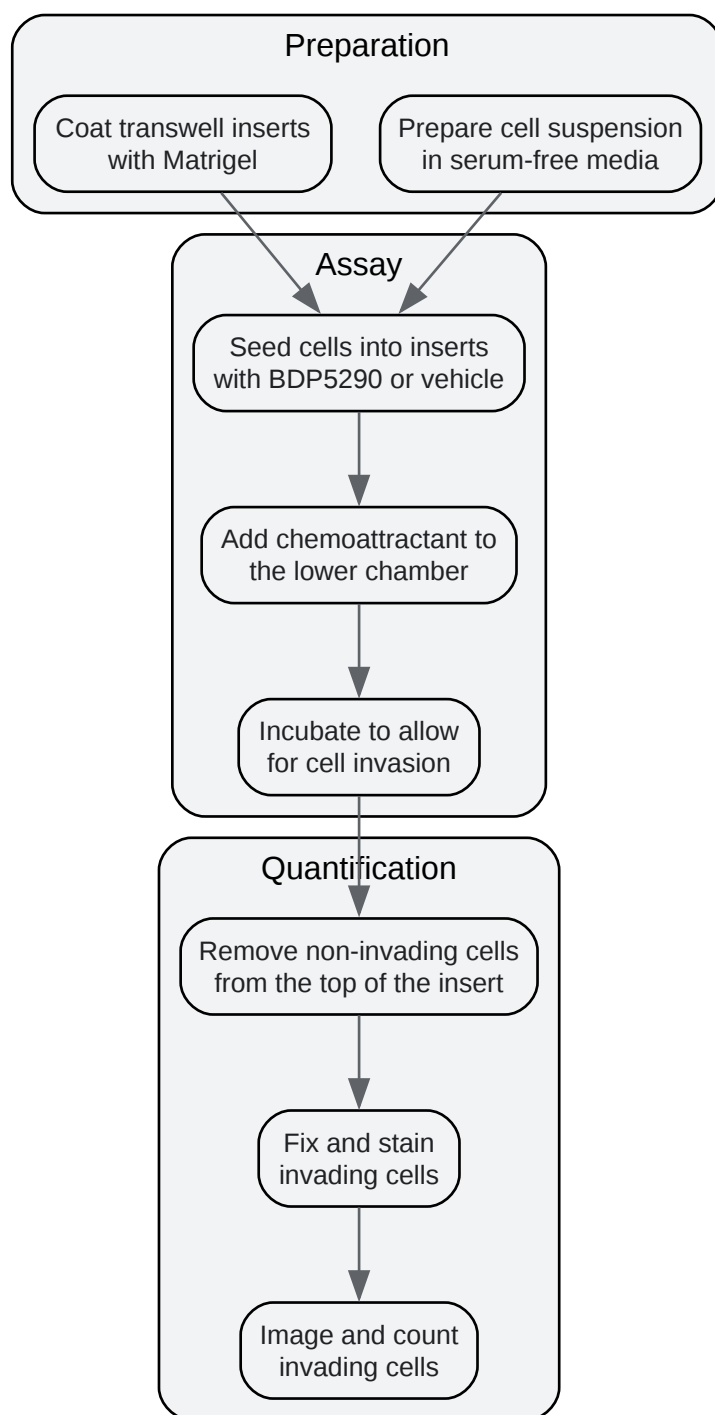 Preparation
Coat transwell inserts
with Matrigel
Prepare cell suspension
in serum-free media
Assay
Seed cells into inserts
with BDP5290 or vehicle
Add chemoattractant to
the lower chamber
Incubate to allow
for cell invasion
Quantification
Remove non-invading cells
from the top of the insert
Fix and stain
invading cells
Image and count
invading cells